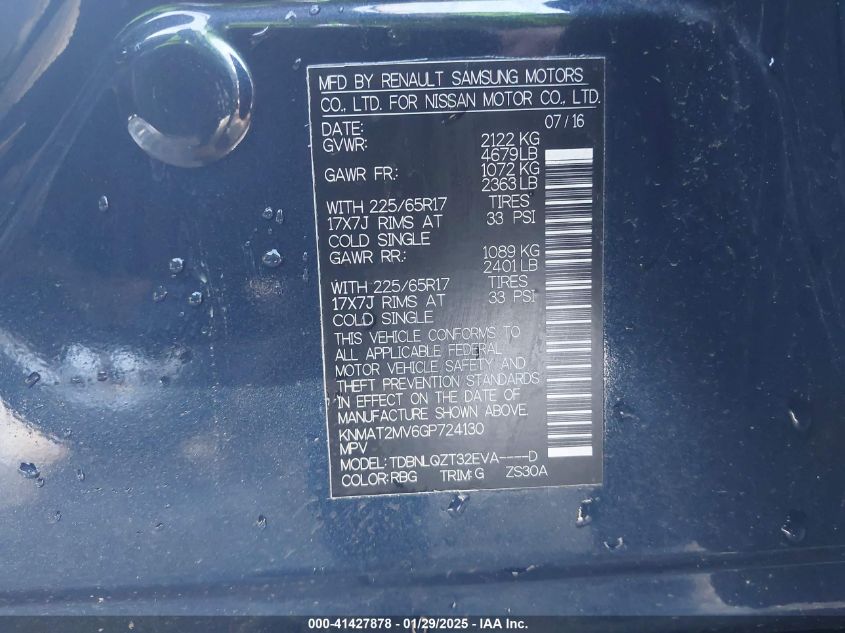 MFD BY RENAULT SAMSUNG MOTORS
CO., LTD. FOR NISSAN MOTOR CO., LTD.
DATE: 07/16
GVWR: 2122 KG
4679 LB
GAWR FR.: 1072 KG
2363 LB
WITH 225/65R17 TIRES
17X7J RIMS AT 33 PSI
COLD SINGLE
GAWR RR.: 1089 KG
2401 LB
WITH 225/65R17 TIRES
17X7J RIMS AT 33 PSI
COLD SINGLE
THIS VEHICLE CONFORMS TO
ALL APPLICABLE FEDERAL
MOTOR VEHICLE SAFETY AND
THEFT PREVENTION STANDARDS
IN EFFECT ON THE DATE OF
MANUFACTURE SHOWN ABOVE.
KNMAT2MV6GP724130
MPV
MODEL: TDBNLQZT32EVA----D
COLOR: RBG TRIM: G ZS30A
000-41427878 - 01/29/2025 - IAA Inc.